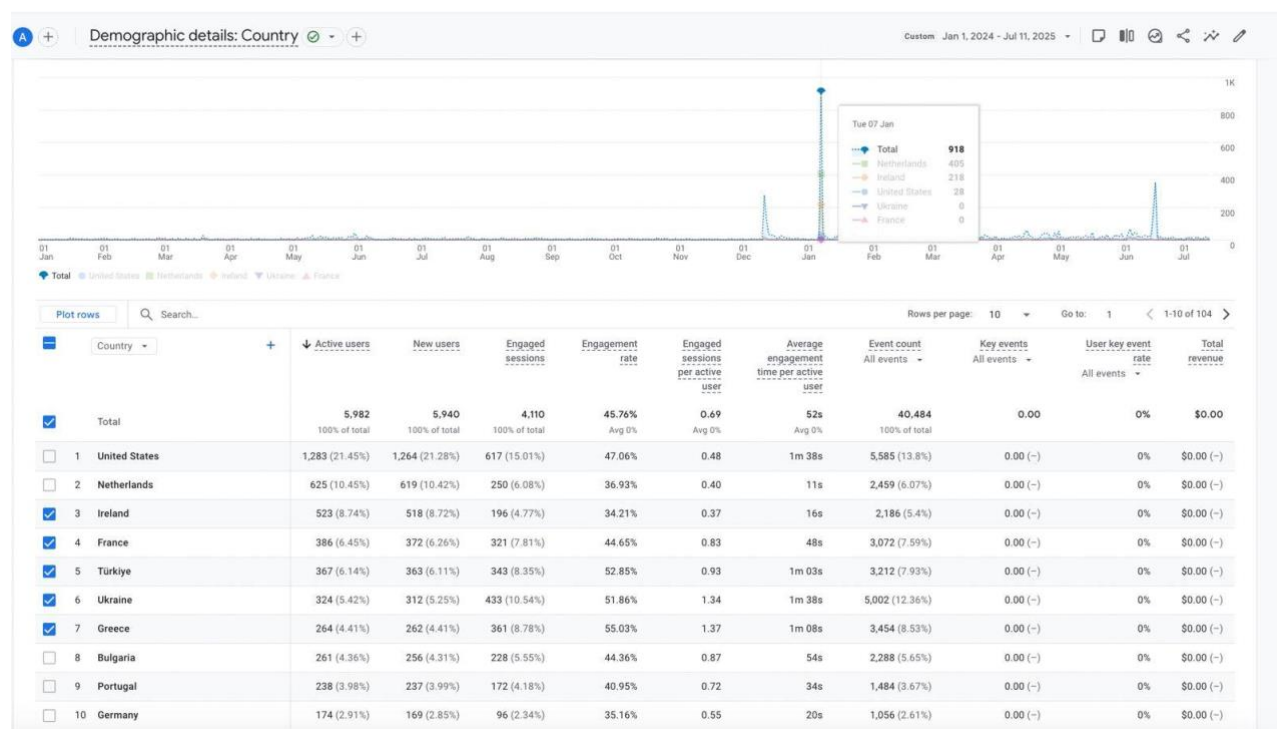 A
Demographic details: Country
Custom Jan 1, 2024 - Jul 11, 2025
1K
800
600
400
200
0
Tue 07 Jan
Total 918
Netherlands 405
Ireland 218
United States 28
Ukraine 0
France 0
01 01 01 01 01 01 01 01 01 01 01 01 01 01 01 01 01 01 01
Jan Feb Mar Apr May Jun Jul Aug Sep Oct Nov Dec Jan Feb Mar Apr May Jun Jul
Total United States Netherlands Ireland Ukraine France
Plot rows Search... Rows per page: 10 Go to: 1 1-10 of 104
Country + Active users New users Engaged sessions Engagement rate Engaged sessions per active user Average engagement time per active user Event count All events Key events All events User key event rate All events Total revenue
Total 5,982 5,940 4,110 45.76% 0.69 52s 40,484 0.00 0% $0.00
100% of total 100% of total 100% of total Avg 0% Avg 0% Avg 0% 100% of total
1 United States 1,283 (21.45%) 1,264 (21.28%) 617 (15.01%) 47.06% 0.48 1m 38s 5,585 (13.8%) 0.00 (–) 0% $0.00 (–)
2 Netherlands 625 (10.45%) 619 (10.42%) 250 (6.08%) 36.93% 0.40 11s 2,459 (6.07%) 0.00 (–) 0% $0.00 (–)
3 Ireland 523 (8.74%) 518 (8.72%) 196 (4.77%) 34.21% 0.37 16s 2,186 (5.4%) 0.00 (–) 0% $0.00 (–)
4 France 386 (6.45%) 372 (6.26%) 321 (7.81%) 44.65% 0.83 48s 3,072 (7.59%) 0.00 (–) 0% $0.00 (–)
5 Türkiye 367 (6.14%) 363 (6.11%) 343 (8.35%) 52.85% 0.93 1m 03s 3,212 (7.93%) 0.00 (–) 0% $0.00 (–)
6 Ukraine 324 (5.42%) 312 (5.25%) 433 (10.54%) 51.86% 1.34 1m 38s 5,002 (12.36%) 0.00 (–) 0% $0.00 (–)
7 Greece 264 (4.41%) 262 (4.41%) 361 (8.78%) 55.03% 1.37 1m 08s 3,454 (8.53%) 0.00 (–) 0% $0.00 (–)
8 Bulgaria 261 (4.36%) 256 (4.31%) 228 (5.55%) 44.36% 0.87 54s 2,288 (5.65%) 0.00 (–) 0% $0.00 (–)
9 Portugal 238 (3.98%) 237 (3.99%) 172 (4.18%) 40.95% 0.72 34s 1,484 (3.67%) 0.00 (–) 0% $0.00 (–)
10 Germany 174 (2.91%) 169 (2.85%) 96 (2.34%) 35.16% 0.55 20s 1,056 (2.61%) 0.00 (–) 0% $0.00 (–)